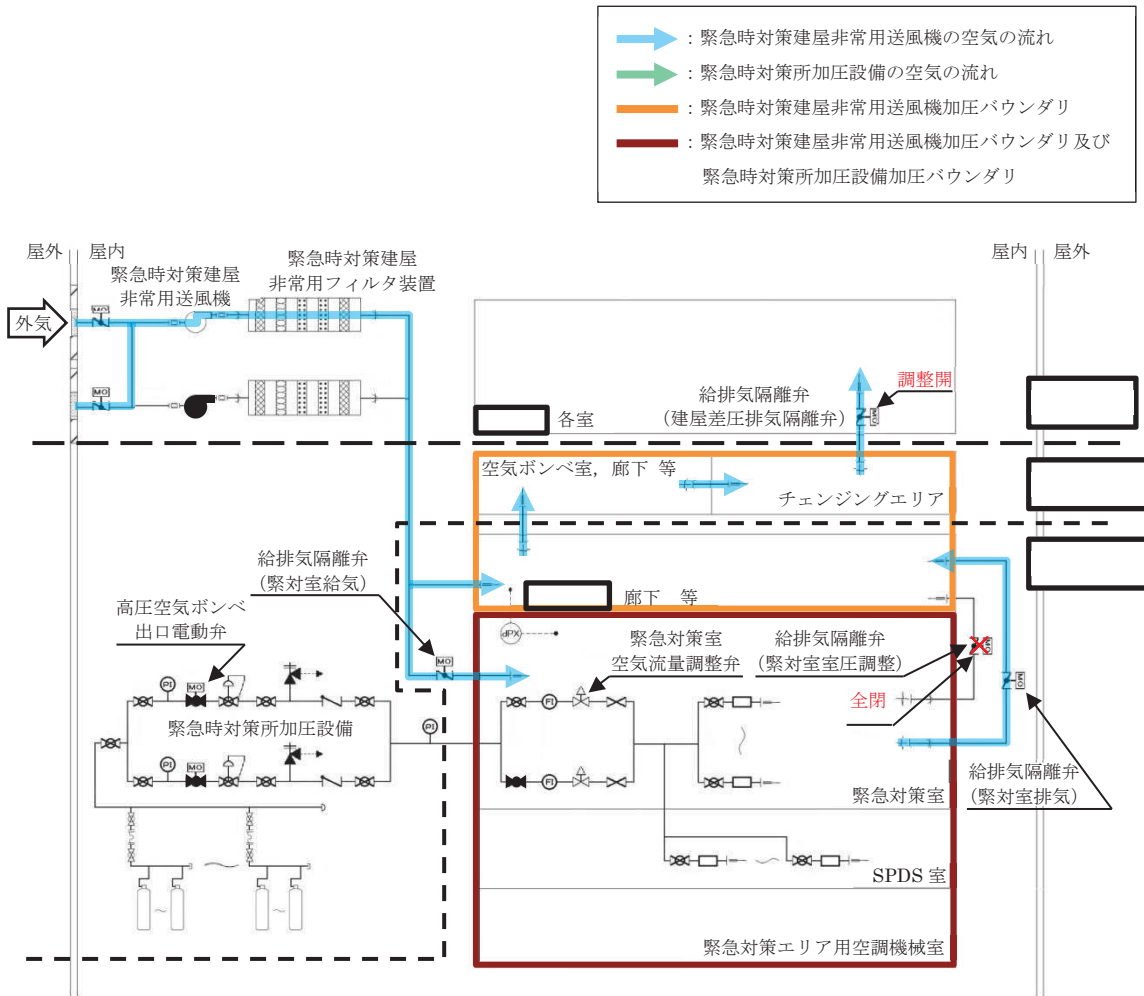 ：緊急時対策建屋非常用送風機の空気の流れ
：緊急時対策所加圧設備の空気の流れ
：緊急時対策建屋非常用送風機加圧バウンダリ
：緊急時対策建屋非常用送風機加圧バウンダリ及び
緊急時対策所加圧設備加圧バウンダリ
屋外
屋内
緊急時対策建屋
非常用送風機
緊急時対策建屋
非常用フィルタ装置
屋内
屋外
外気
MO
MO
給排気隔離弁
（建屋差圧排気隔離弁）
調整開
MO
各室
空気ボンベ室，廊下 等
チェンジングエリア
給排気隔離弁
（緊対室給気）
高圧空気ボンベ
出口電動弁
廊下 等
dPX
緊急対策室
空気流量調整弁
給排気隔離弁
（緊対室室圧調整）
MO
MO
MO
全閉
PI
MO
緊急時対策所加圧設備
PI
MO
PI
FI
FI
給排気隔離弁
（緊対室排気）
緊急対策室
SPDS 室
緊急対策エリア用空調機械室